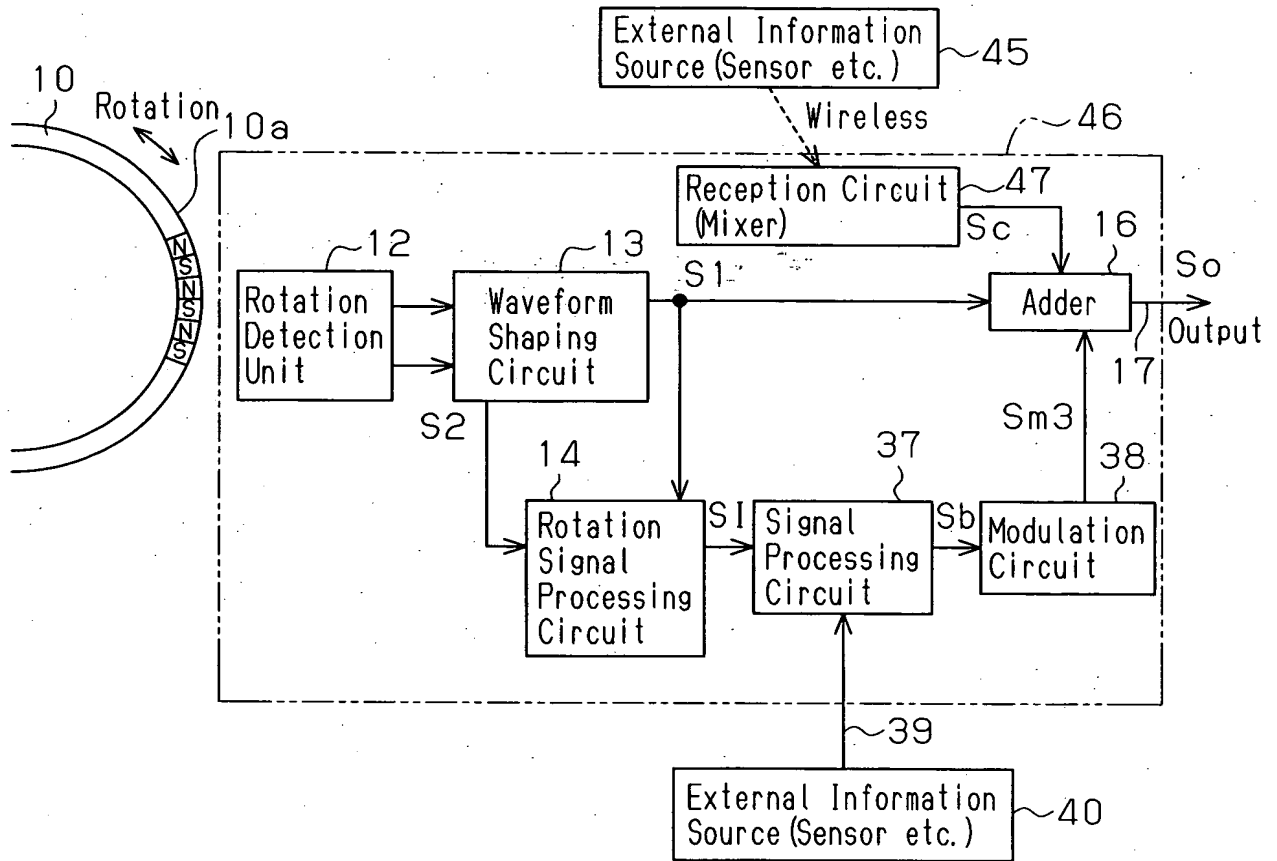 External Information
Source(Sensor etc.)
45
10
Rotation
10a
Wireless
46
Reception Circuit
(Mixer)
47
Sc
12
13
S1
16
So
Rotation
Detection
Unit
Waveform
Shaping
Circuit
Adder
Output
17
N
S
N
S
N
S
S2
Sm3
14
37
38
Rotation
Signal
Processing
Circuit
SI
Signal
Processing
Circuit
Sb
Modulation
Circuit
39
External Information
Source(Sensor etc.)
40